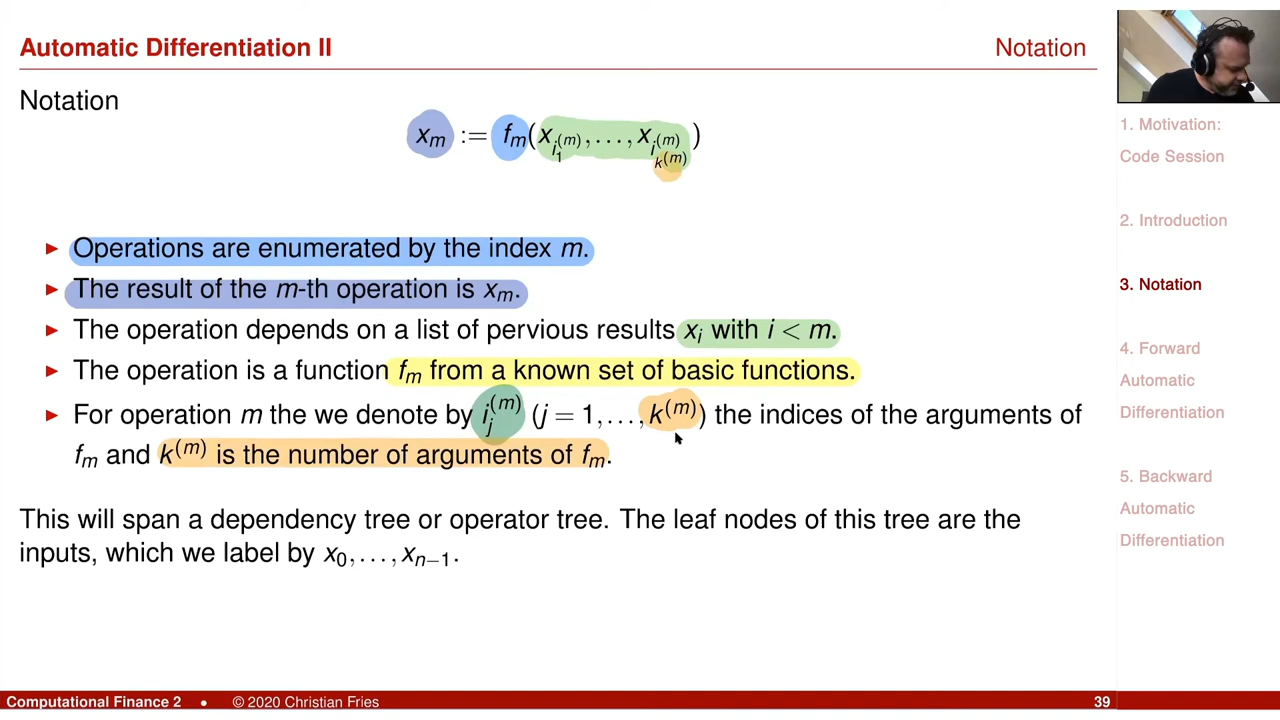 Automatic Differentiation II
Notation
Notation
x_m := f_m(x_{i_1^{(m)}}, …, x_{i_{k^{(m)}}^{(m)}})
▶ Operations are enumerated by the index m.
▶ The result of the m-th operation is x_m.
▶ The operation depends on a list of pervious results x_i with i < m.
▶ The operation is a function f_m from a known set of basic functions.
▶ For operation m the we denote by i_j^{(m)} (j = 1, …, k^{(m)}) the indices of the arguments of
f_m and k^{(m)} is the number of arguments of f_m.
This will span a dependency tree or operator tree. The leaf nodes of this tree are the
inputs, which we label by x_0, …, x_{n−1}.
1. Motivation:
Code Session
2. Introduction
3. Notation
4. Forward
Automatic
Differentiation
5. Backward
Automatic
Differentiation
Computational Finance 2 • © 2020 Christian Fries
39